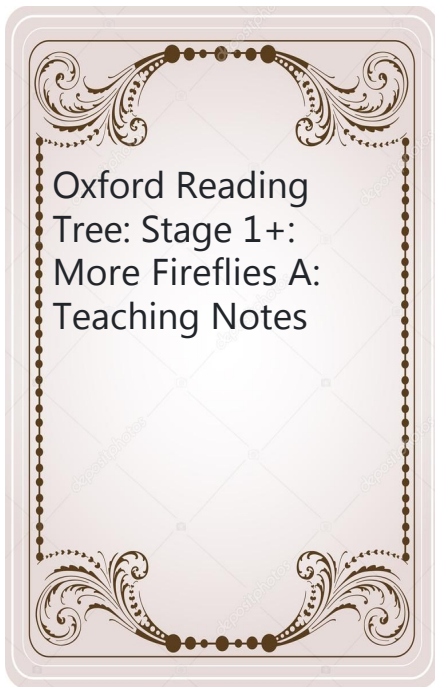 Oxford Reading
Tree: Stage 1+:
More Fireflies A:
Teaching Notes